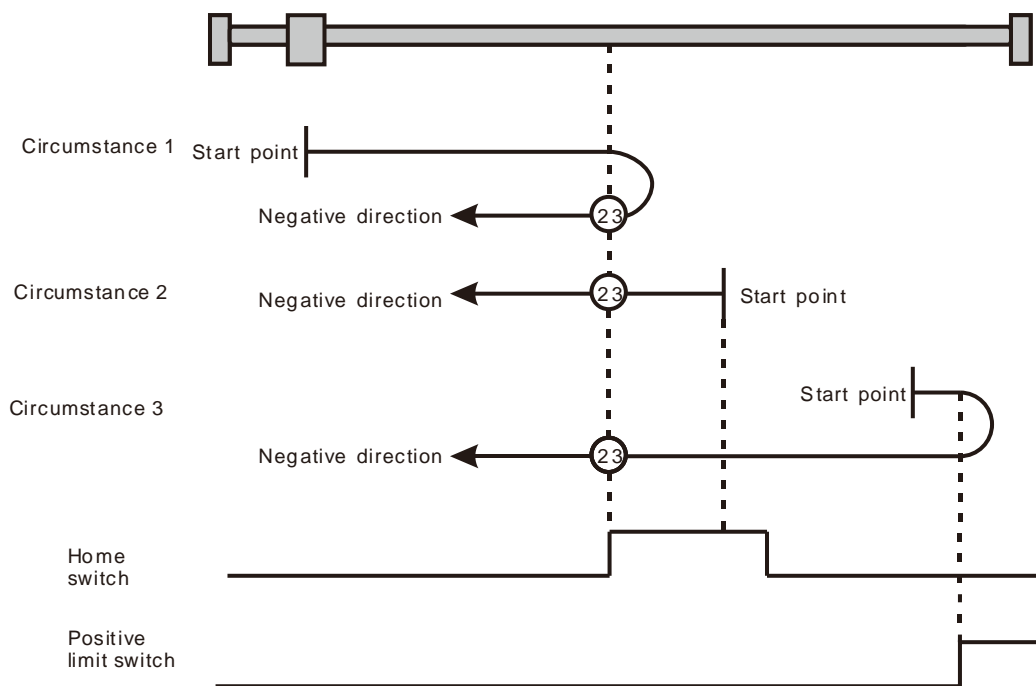 Circumstance 1
Start point
Negative direction
23
Circumstance 2
Negative direction
23
Start point
Circumstance 3
Start point
Negative direction
23
Home
switch
Positive
limit switch